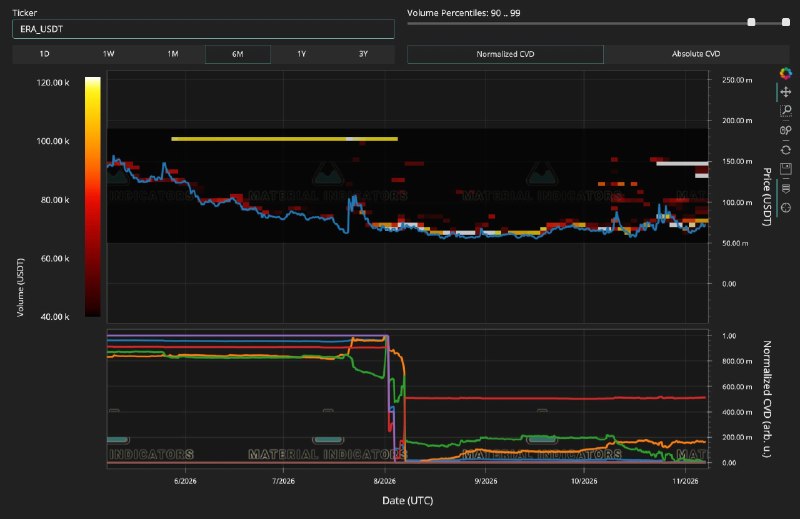 Ticker
Volume Percentiles: 90 .. 99
ERA_USDT
1D 1W 1M 6M 1Y 3Y
Normalized CVD Absolute CVD
120.00 k
100.00 k
80.00 k
60.00 k
40.00 k
Volume (USDT)
250.00 m
200.00 m
150.00 m
100.00 m
50.00 m
0.00
Price (USDT)
INDICATORS MATERIAL INDICATORS MATERIAL INDICATORS MAT
1.00
800.00 m
600.00 m
400.00 m
200.00 m
0.00
Normalized CVD (arb. u.)
INDICATORS MATERIAL INDICATORS MATERIAL INDICATORS MAT
6/2026 7/2026 8/2026 9/2026 10/2026 11/2026
Date (UTC)